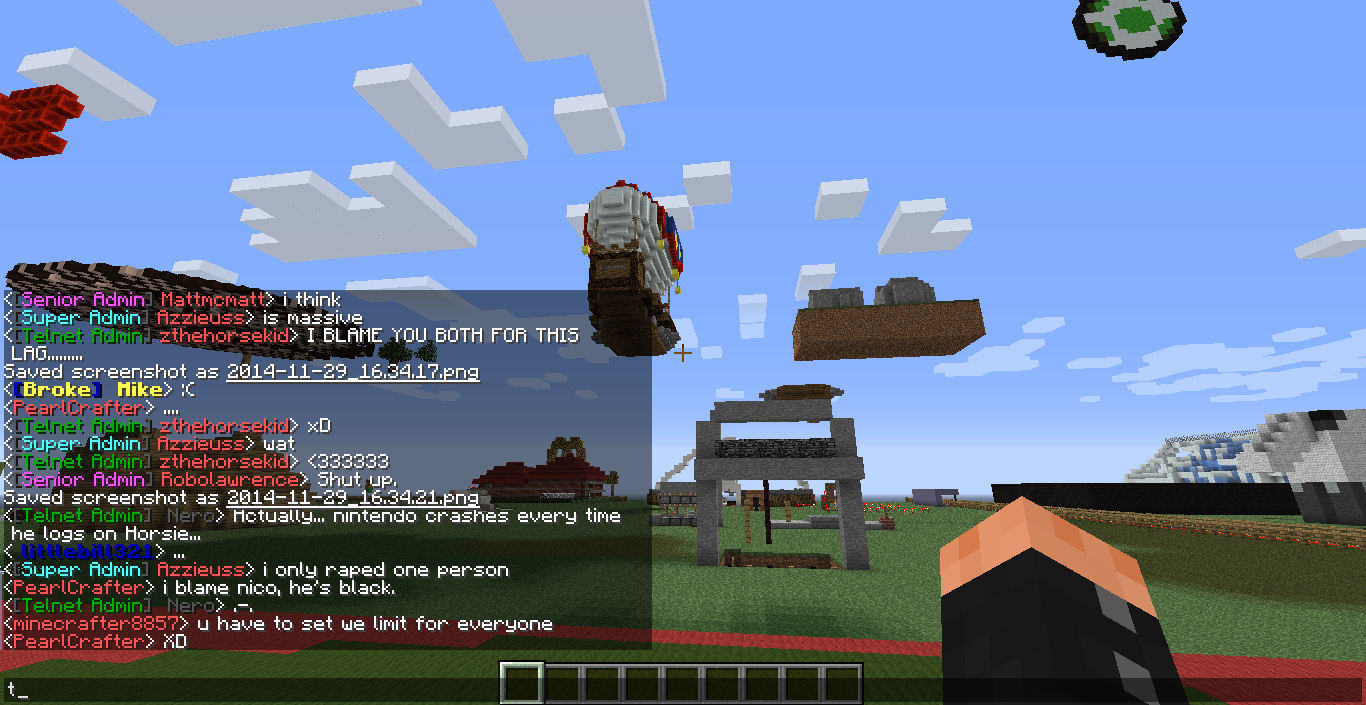 <[Senior Admin] Mattmcmatt> i think
<[Super Admin] Azzieuss> is massive
<[Telnet Admin] zthehorsekid> I BLAME YOU BOTH FOR THIS
LAG........
Saved screenshot as 2014-11-29_16.34.17.png
<[Broke] Mike> :C
<PearlCrafter> ....
<[Telnet Admin] zthehorsekid> xD
<[Super Admin] Azzieuss> wat
<[Telnet Admin] zthehorsekid> <333333
<[Senior Admin] Robolawrence> Shut up.
Saved screenshot as 2014-11-29_16.34.21.png
<[Telnet Admin] Nero> Actually... nintendo crashes every time
he logs on Horsie...
< littlebill321> ...
<[Super Admin] Azzieuss> i only raped one person
<PearlCrafter> i blame nico, he's black.
<[Telnet Admin] Nero> .-.
<minecrafter8857> u have to set we limit for everyone
<PearlCrafter> XD
t_